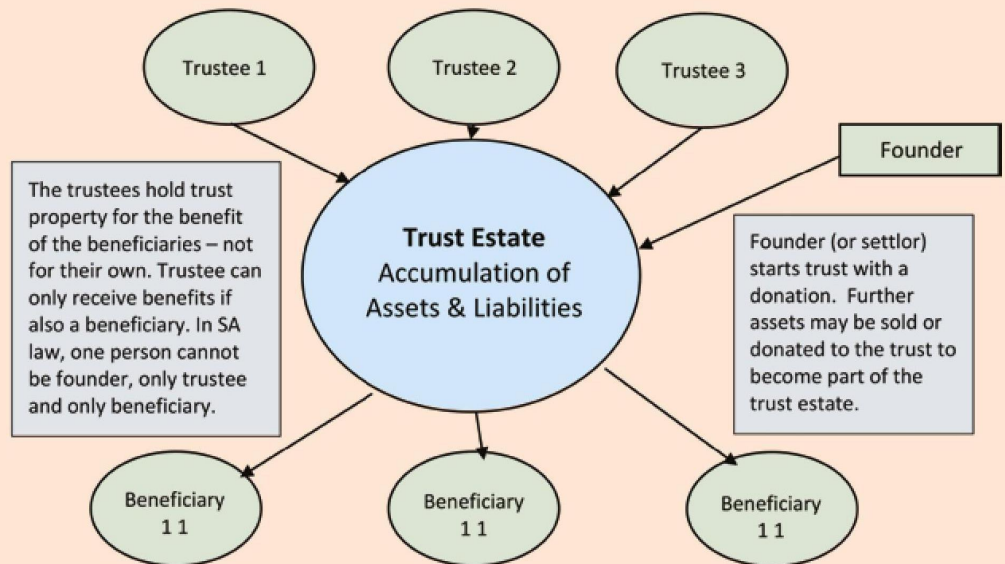 Trustee 1
Trustee 2
Trustee 3
Founder
The trustees hold trust
property for the benefit
of the beneficiaries – not
for their own. Trustee can
only receive benefits if
also a beneficiary. In SA
law, one person cannot
be founder, only trustee
and only beneficiary.
Trust Estate
Accumulation of
Assets & Liabilities
Founder (or settlor)
starts trust with a
donation.  Further
assets may be sold or
donated to the trust to
become part of the
trust estate.
Beneficiary
1 1
Beneficiary
1 1
Beneficiary
1 1